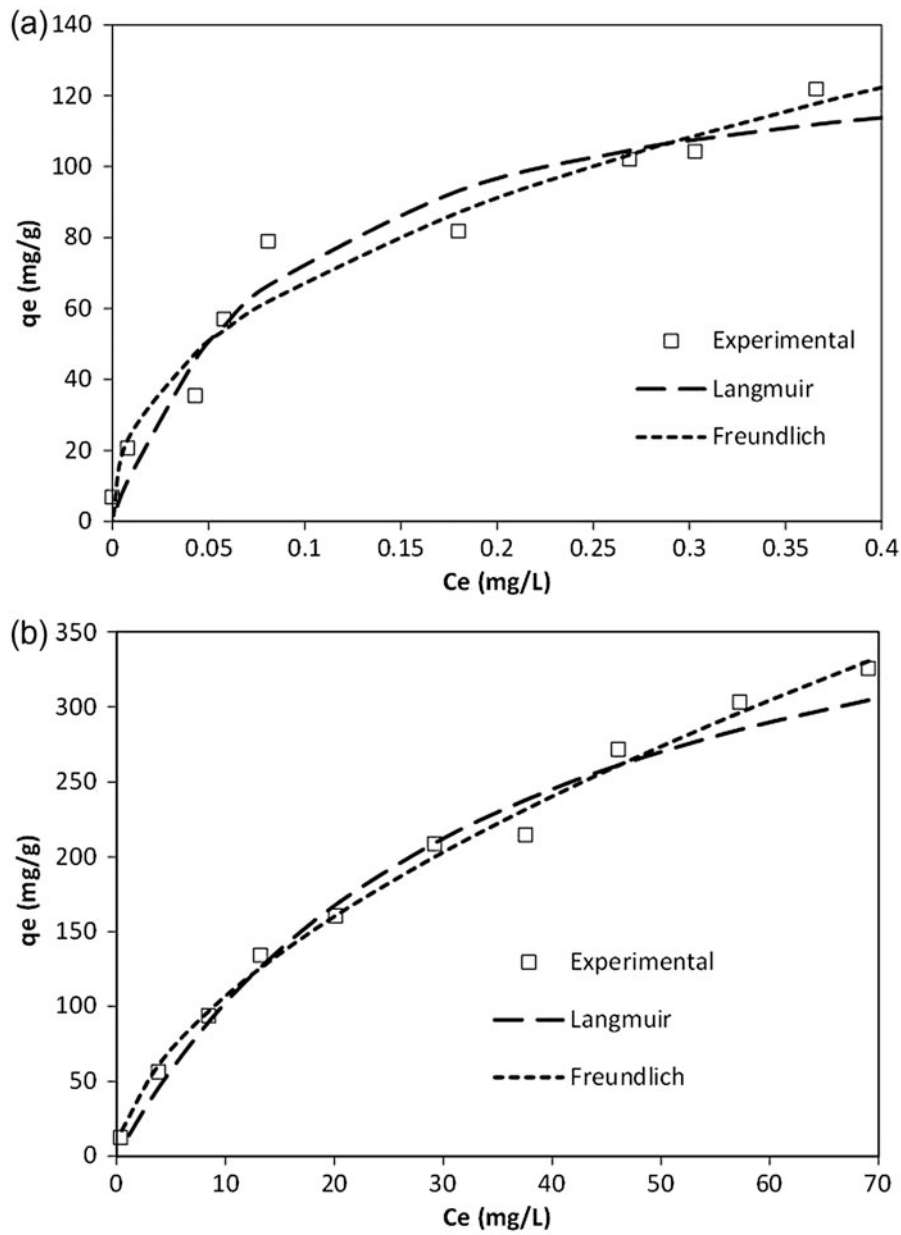 (a)
140
120
100
80
60
40
20
0
qe (mg/g)
Experimental
Langmuir
Freundlich
0 0.05 0.1 0.15 0.2 0.25 0.3 0.35 0.4
Ce (mg/L)
(b)
350
300
250
200
150
100
50
0
qe (mg/g)
Experimental
Langmuir
Freundlich
0 10 20 30 40 50 60 70
Ce (mg/L)